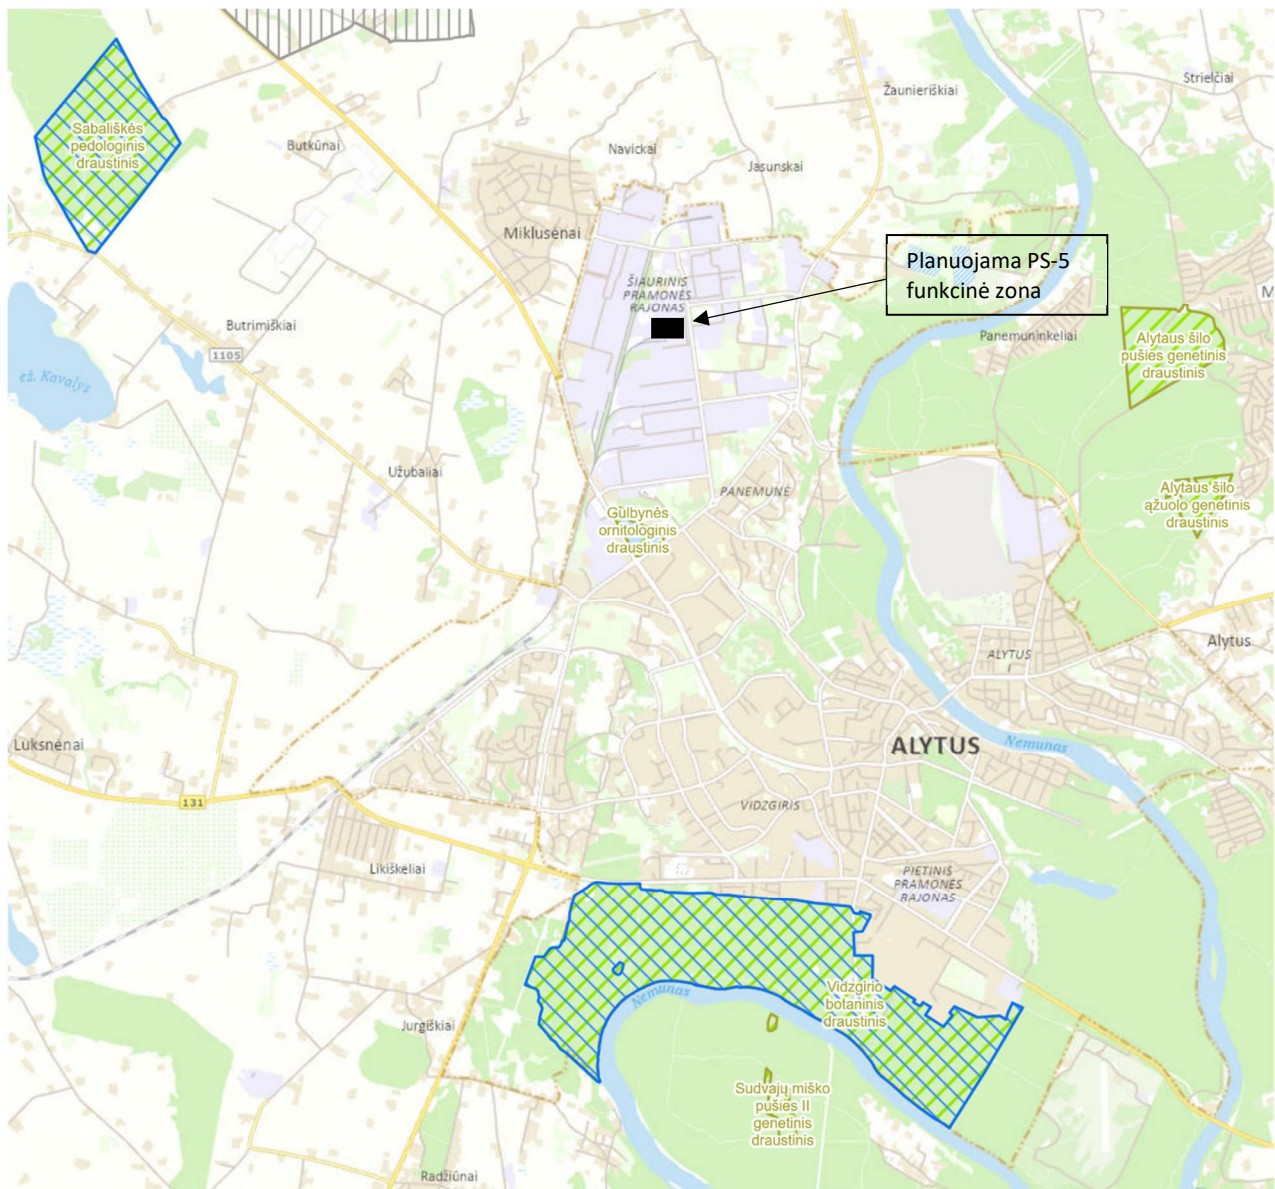 Strielčiai
Žaunieriškiai
Sabališkės
pedologinis
draustinis
Butkūnai
Navickai
Jasunskai
Miklusėnai
Planuojama PS-5
funkcinė zona
ŠIAURINIS
PRAMONĖS
RAJONAS
M
Butrimiškiai
1105
Panemuninkeliai
Alytaus šilo
pušies genetinis
draustinis
ež. Kavalys
Užubaliai
PANEMUNĖ
Alytaus šilo
ąžuolo genetinis
draustinis
Gulbynės
ornitologinis
draustinis
ALYTUS
I
Alytus
Luksnėnai
ALYTUS
Nemunas
131
VIDZGIRIS
Likiškėliai
PIETINIS
PRAMONĖS
RAJONAS
Nemunas
Vidzgirio
botaninis
draustinis
Jurgiškiai
Sudvajų miško
pušies II
genetinis
draustinis
Radžiūnai